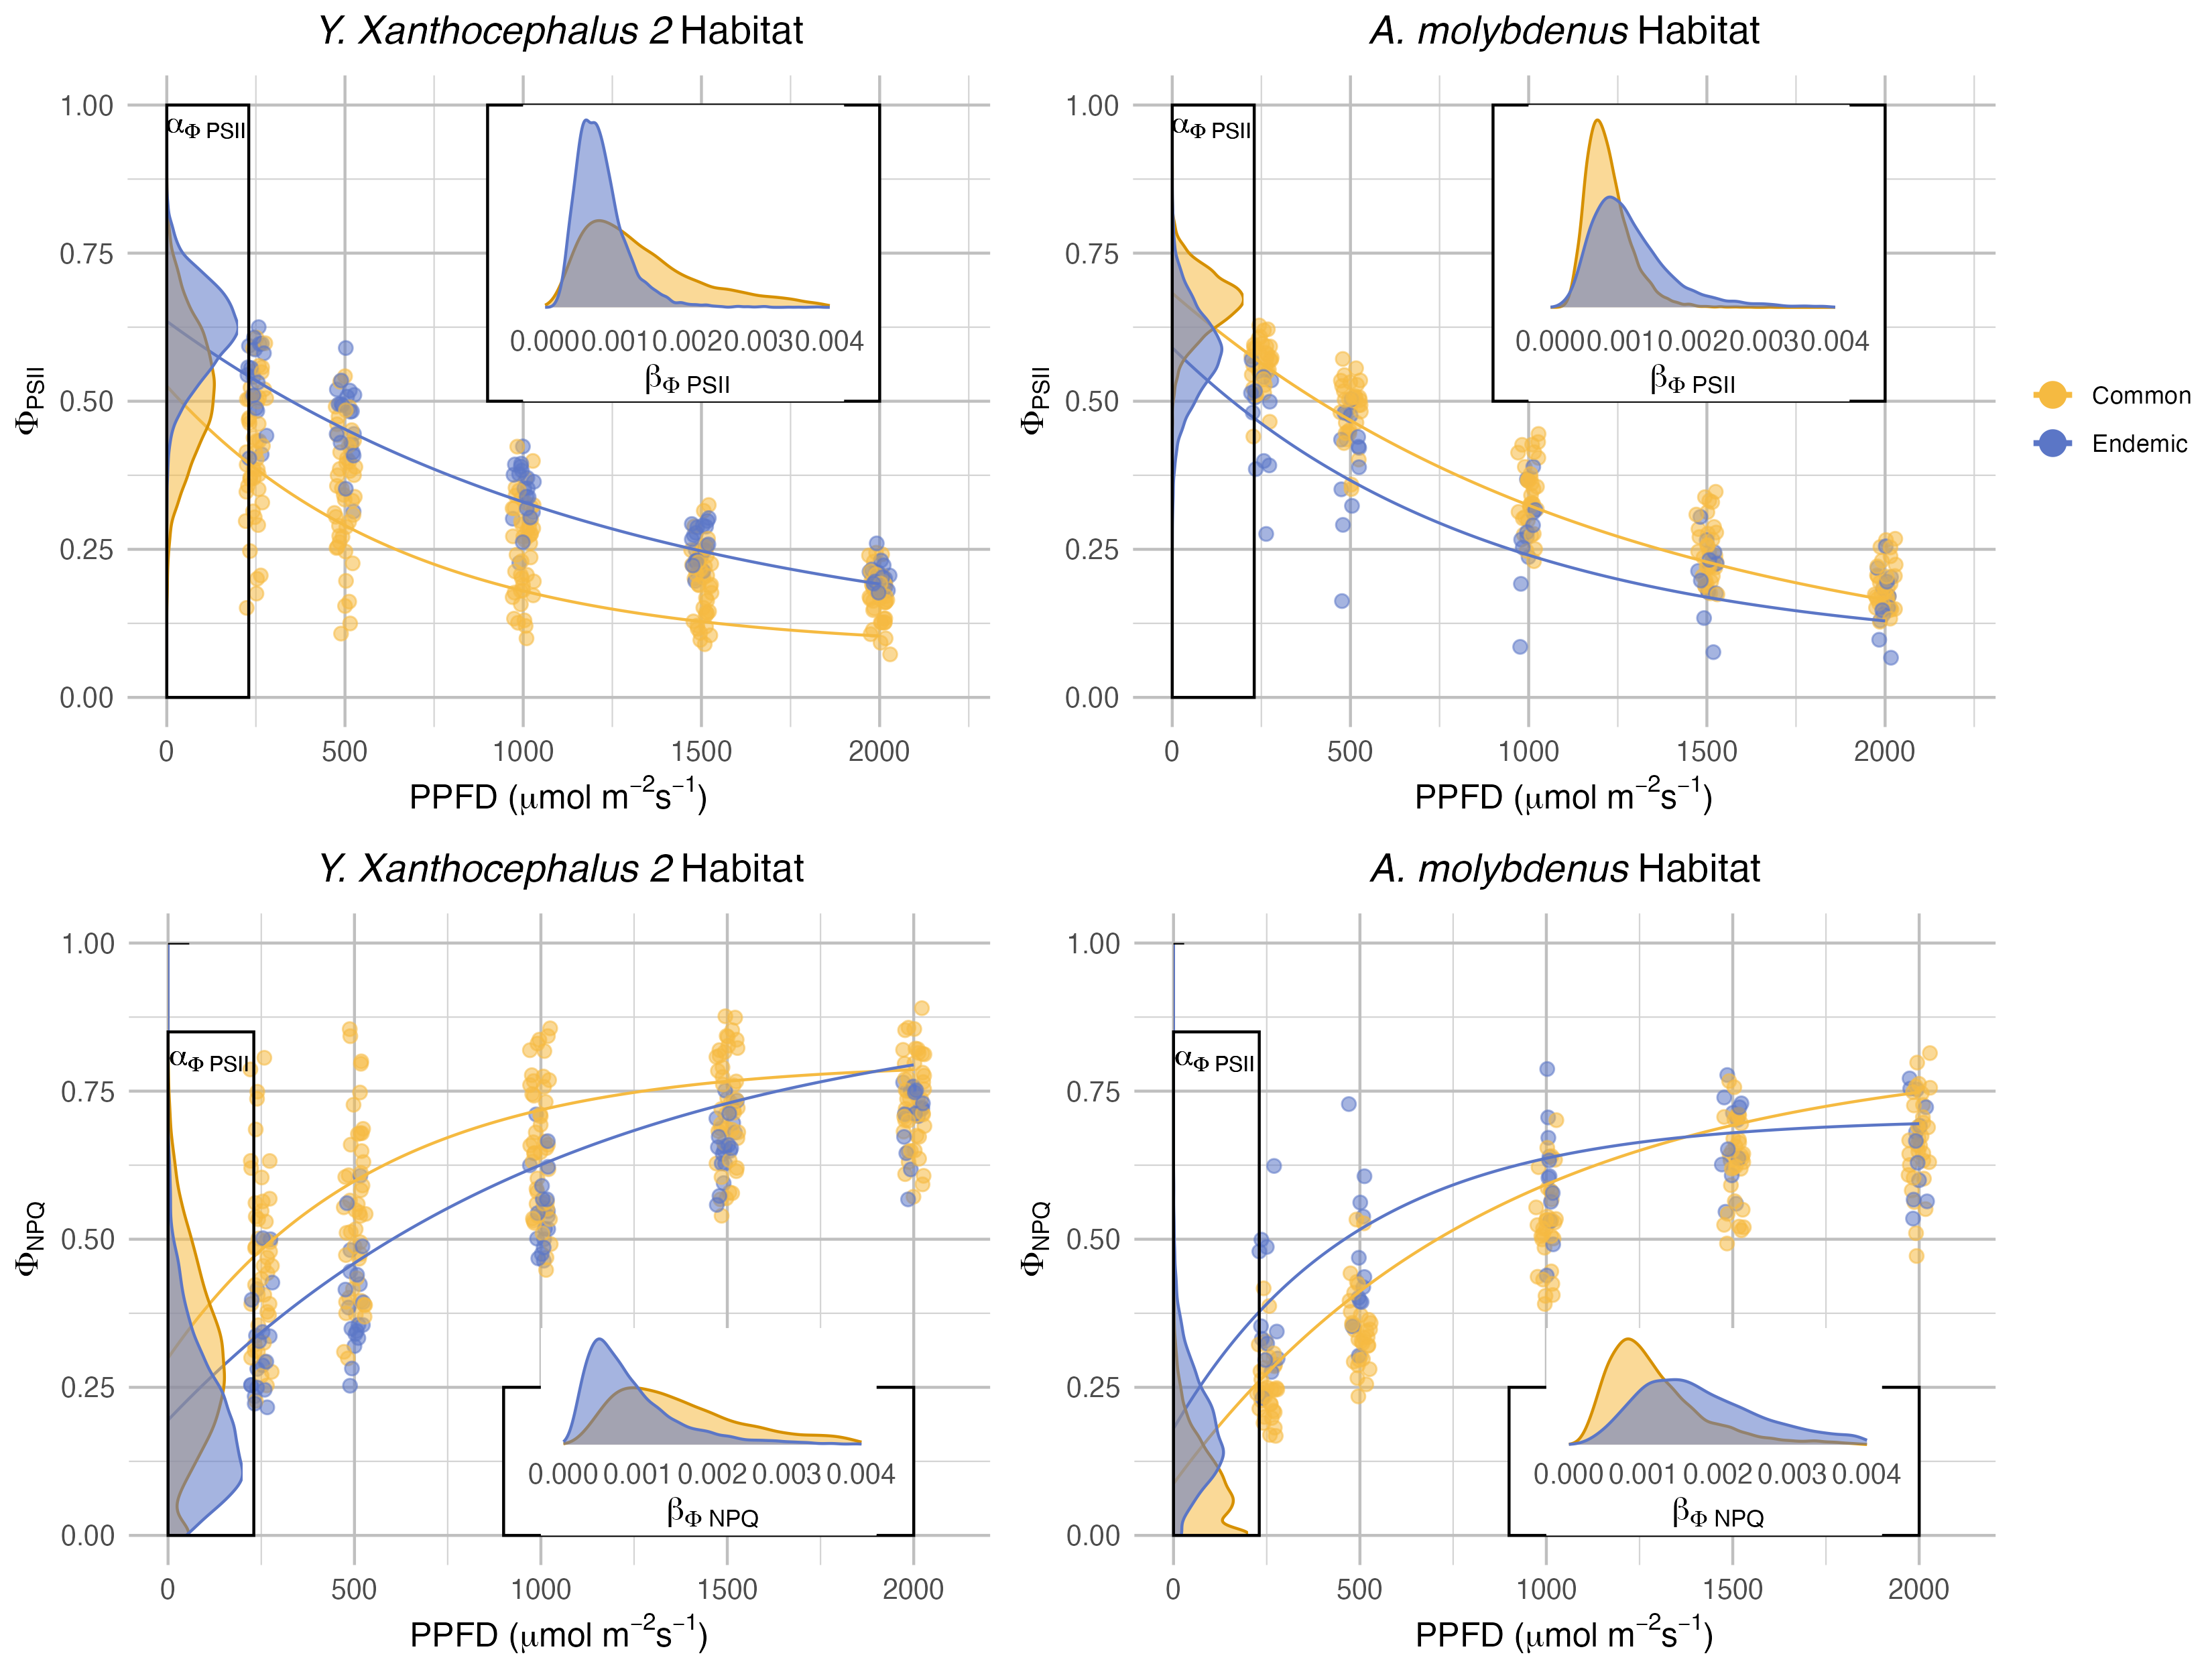 Y. Xanthocephalus 2 Habitat
A. molybdenus Habitat
1.00
0.75
0.50
0.25
0.00
ΦPSII
αΦ PSII
0.0000.0010.0020.0030.004
βΦ PSII
0 500 1000 1500 2000
PPFD (μmol m⁻²s⁻¹)
1.00
0.75
0.50
0.25
0.00
ΦPSII
αΦ PSII
0.0000.0010.0020.0030.004
βΦ PSII
0 500 1000 1500 2000
PPFD (μmol m⁻²s⁻¹)
Common
Endemic
Y. Xanthocephalus 2 Habitat
A. molybdenus Habitat
1.00
0.75
0.50
0.25
0.00
ΦNPQ
αΦ PSII
0.000 0.001 0.002 0.003 0.004
βΦ NPQ
0 500 1000 1500 2000
PPFD (μmol m⁻²s⁻¹)
1.00
0.75
0.50
0.25
0.00
ΦNPQ
αΦ PSII
0.000 0.001 0.002 0.003 0.004
βΦ NPQ
0 500 1000 1500 2000
PPFD (μmol m⁻²s⁻¹)